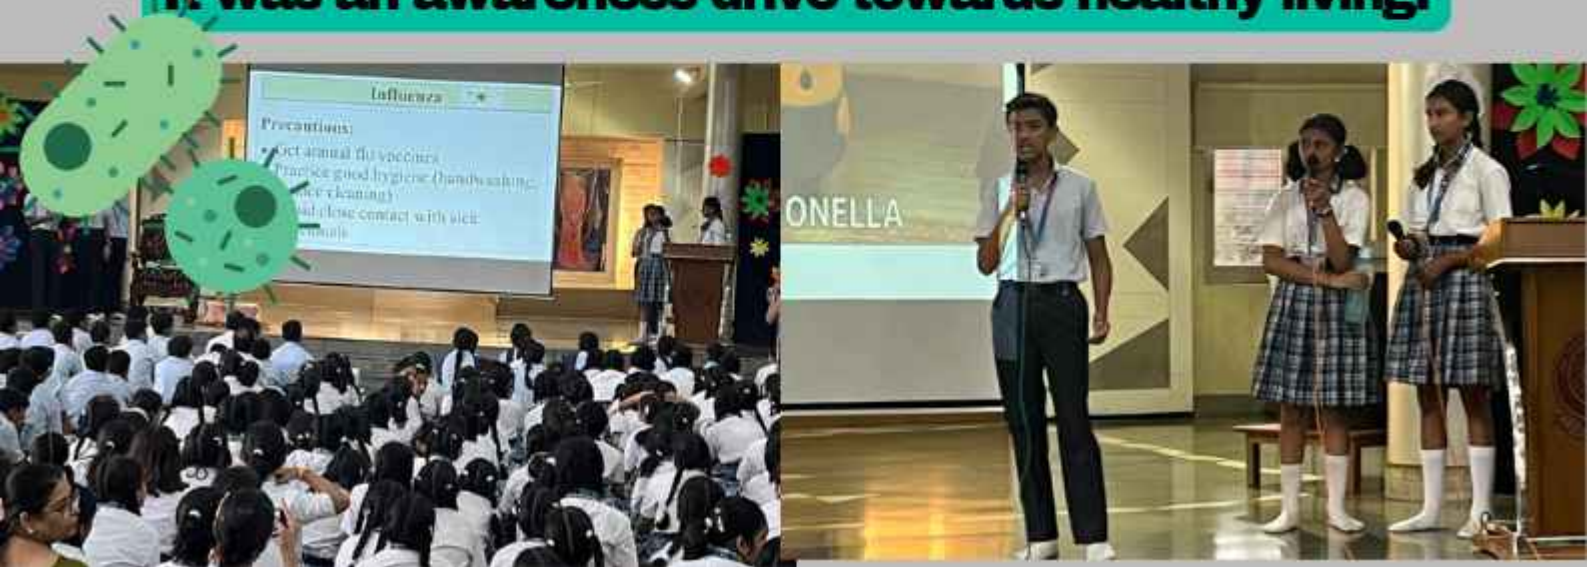 It was an awareness drive towards healthy living.
Influenza
Precautions:
Get annual flu vaccines
Practice good hygiene (handwashing,
cleaning)
close contact with sick
ONELLA